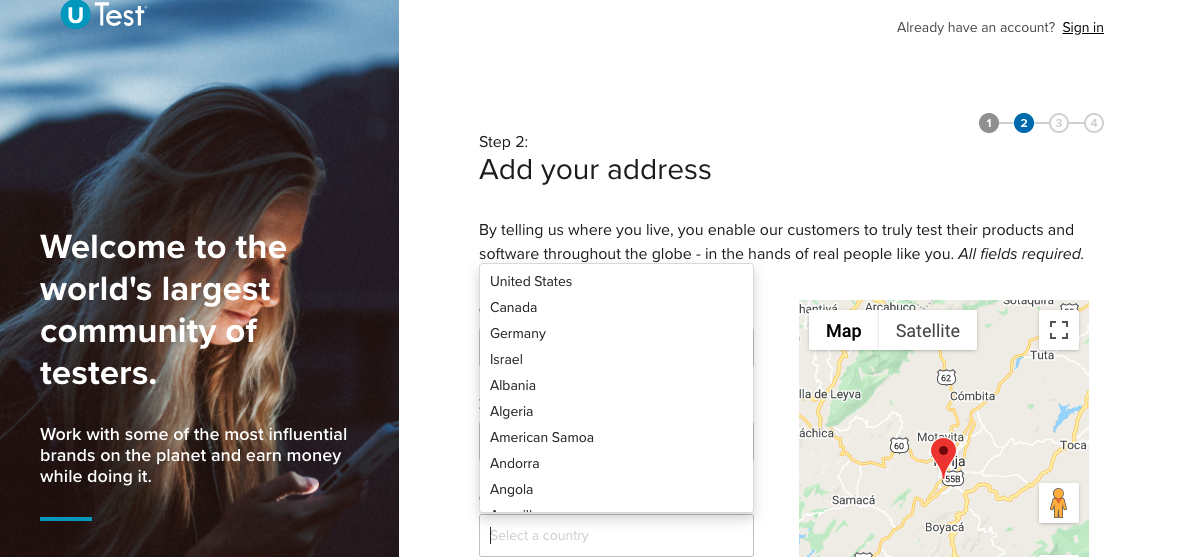 U Test
Already have an account? Sign in
1 2 3 4
Step 2:
Add your address
By telling us where you live, you enable our customers to truly test their products and
software throughout the globe - in the hands of real people like you. All fields required.
Welcome to the
world's largest
community of
testers.
Work with some of the most influential
brands on the planet and earn money
while doing it.
United States
Canada
Germany
Israel
Albania
Algeria
American Samoa
Andorra
Angola
Select a country
Map Satellite
Arcabuco
Sotaquirá
Tuta
62
lla de Leyva
Cómbita
áchica
60
Motavita
Toca
55B
Samacá
Boyacá